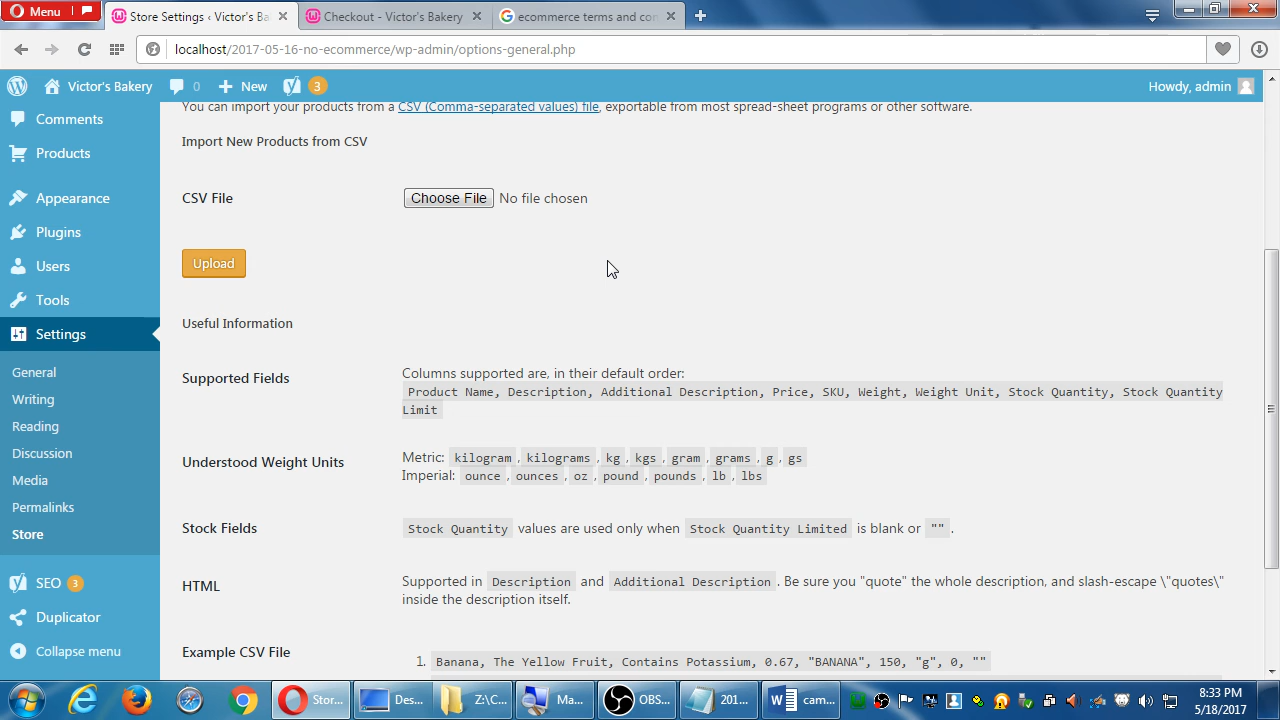 Menu
Store Settings ‹ Victor's Ba
Checkout - Victor's Bakery
ecommerce terms and con
localhost/2017-05-16-no-ecommerce/wp-admin/options-general.php
Victor's Bakery
0
New
3
Howdy, admin
Comments
Products
Appearance
Plugins
Users
Tools
Settings
General
Writing
Reading
Discussion
Media
Permalinks
Store
SEO 3
Duplicator
Collapse menu
You can import your products from a CSV (Comma-separated values) file, exportable from most spread-sheet programs or other software.
Import New Products from CSV
CSV File
Choose File No file chosen
Upload
Useful Information
Supported Fields
Columns supported are, in their default order:
Product Name, Description, Additional Description, Price, SKU, Weight, Weight Unit, Stock Quantity, Stock Quantity
Limit
Understood Weight Units
Metric: kilogram , kilograms , kg , kgs , gram , grams , g , gs
Imperial: ounce , ounces , oz , pound , pounds , lb , lbs
Stock Fields
Stock Quantity values are used only when Stock Quantity Limited is blank or "" .
HTML
Supported in Description and Additional Description . Be sure you "quote" the whole description, and slash-escape \"quotes\"
inside the description itself.
Example CSV File
1. Banana, The Yellow Fruit, Contains Potassium, 0.67, "BANANA", 150, "g", 0, ""
Stor...
Des...
Z:\C...
Ma...
OBS...
201...
cam...
8:33 PM
5/18/2017